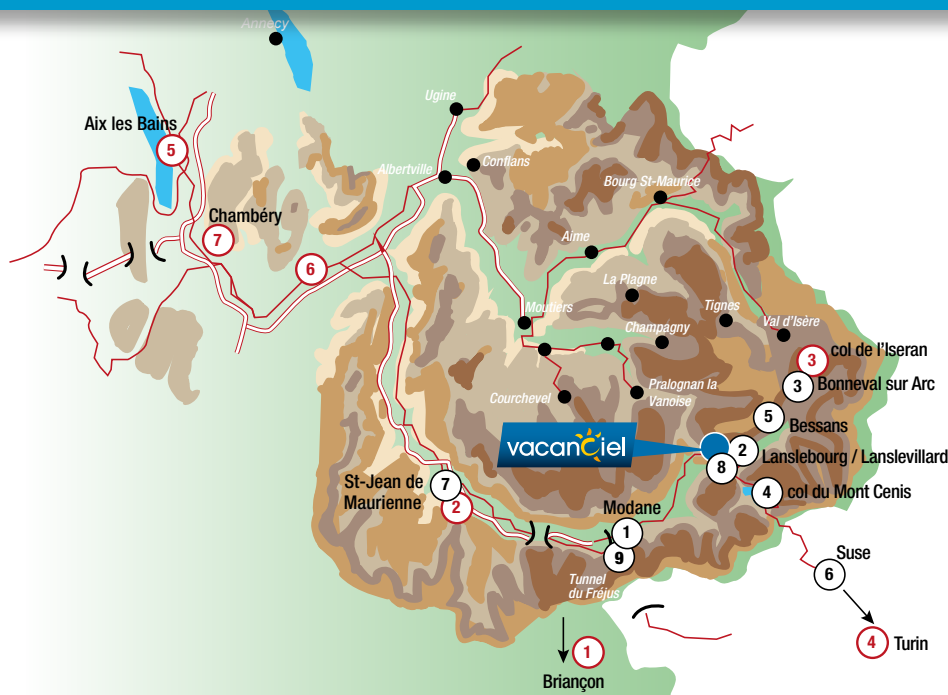 Annecy
Ugine
Aix les Bains
5
Conflans
Albertville
Bourg St-Maurice
Chambéry
7
Aime
6
La Plagne
Tignes
Moutiers
Val d'Isère
Champagny
col de l'Iseran
3
3
Bonneval sur Arc
Pralognan la
Vanoise
Courchevel
5
Bessans
vacanciel
2
Lanslebourg / Lanslevillard
8
St-Jean de
Maurienne
7
2
4
col du Mont Cenis
Modane
1
9
Suse
6
Tunnel
du Fréjus
4
Turin
1
Briançon